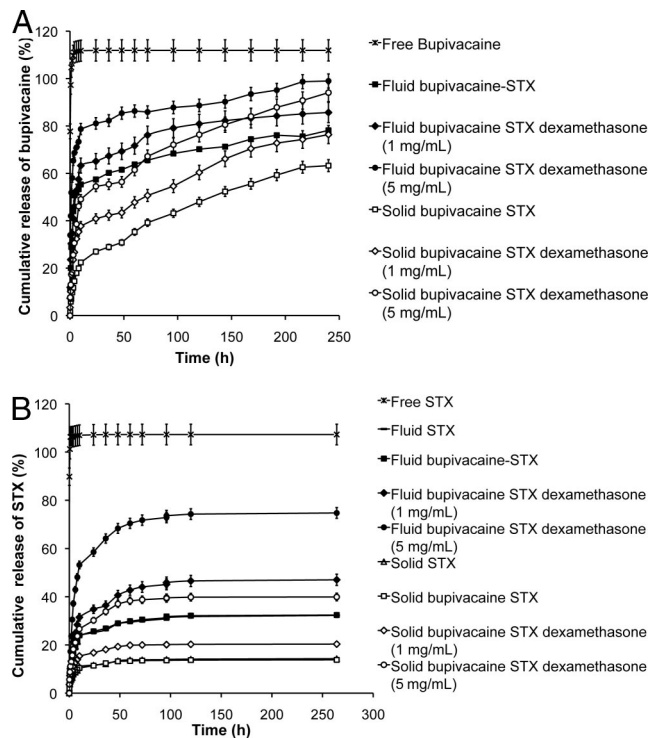 A
Cumulative release of bupivacaine (%)
120
100
80
60
40
20
0
0 50 100 150 200 250
Time (h)
Free Bupivacaine
Fluid bupivacaine-STX
Fluid bupivacaine STX dexamethasone
(1 mg/mL)
Fluid bupivacaine STX dexamethasone
(5 mg/mL)
Solid bupivacaine STX
Solid bupivacaine STX dexamethasone
(1 mg/mL)
Solid bupivacaine STX dexamethasone
(5 mg/mL)
B
Cumulative release of STX (%)
120
100
80
60
40
20
0
0 50 100 150 200 250 300
Time (h)
Free STX
Fluid STX
Fluid bupivacaine-STX
Fluid bupivacaine STX dexamethasone
(1 mg/mL)
Fluid bupivacaine STX dexamethasone
(5 mg/mL)
Solid STX
Solid bupivacaine STX
Solid bupivacaine STX dexamethasone
(1 mg/mL)
Solid bupivacaine STX dexamethasone
(5 mg/mL)